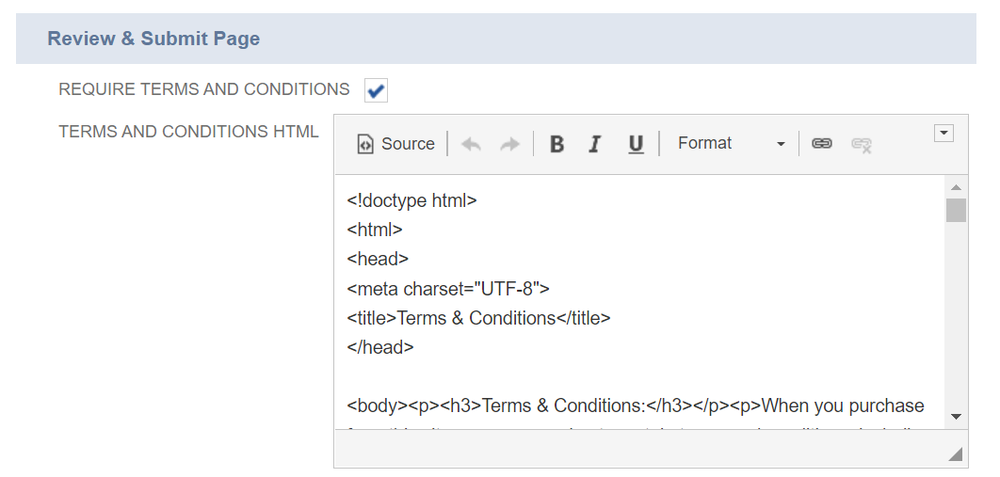 Review & Submit Page
REQUIRE TERMS AND CONDITIONS
TERMS AND CONDITIONS HTML
Source B I U Format
<!doctype html>
<html>
<head>
<meta charset="UTF-8">
<title>Terms & Conditions</title>
</head>
<body><p><h3>Terms & Conditions:</h3></p><p>When you purchase